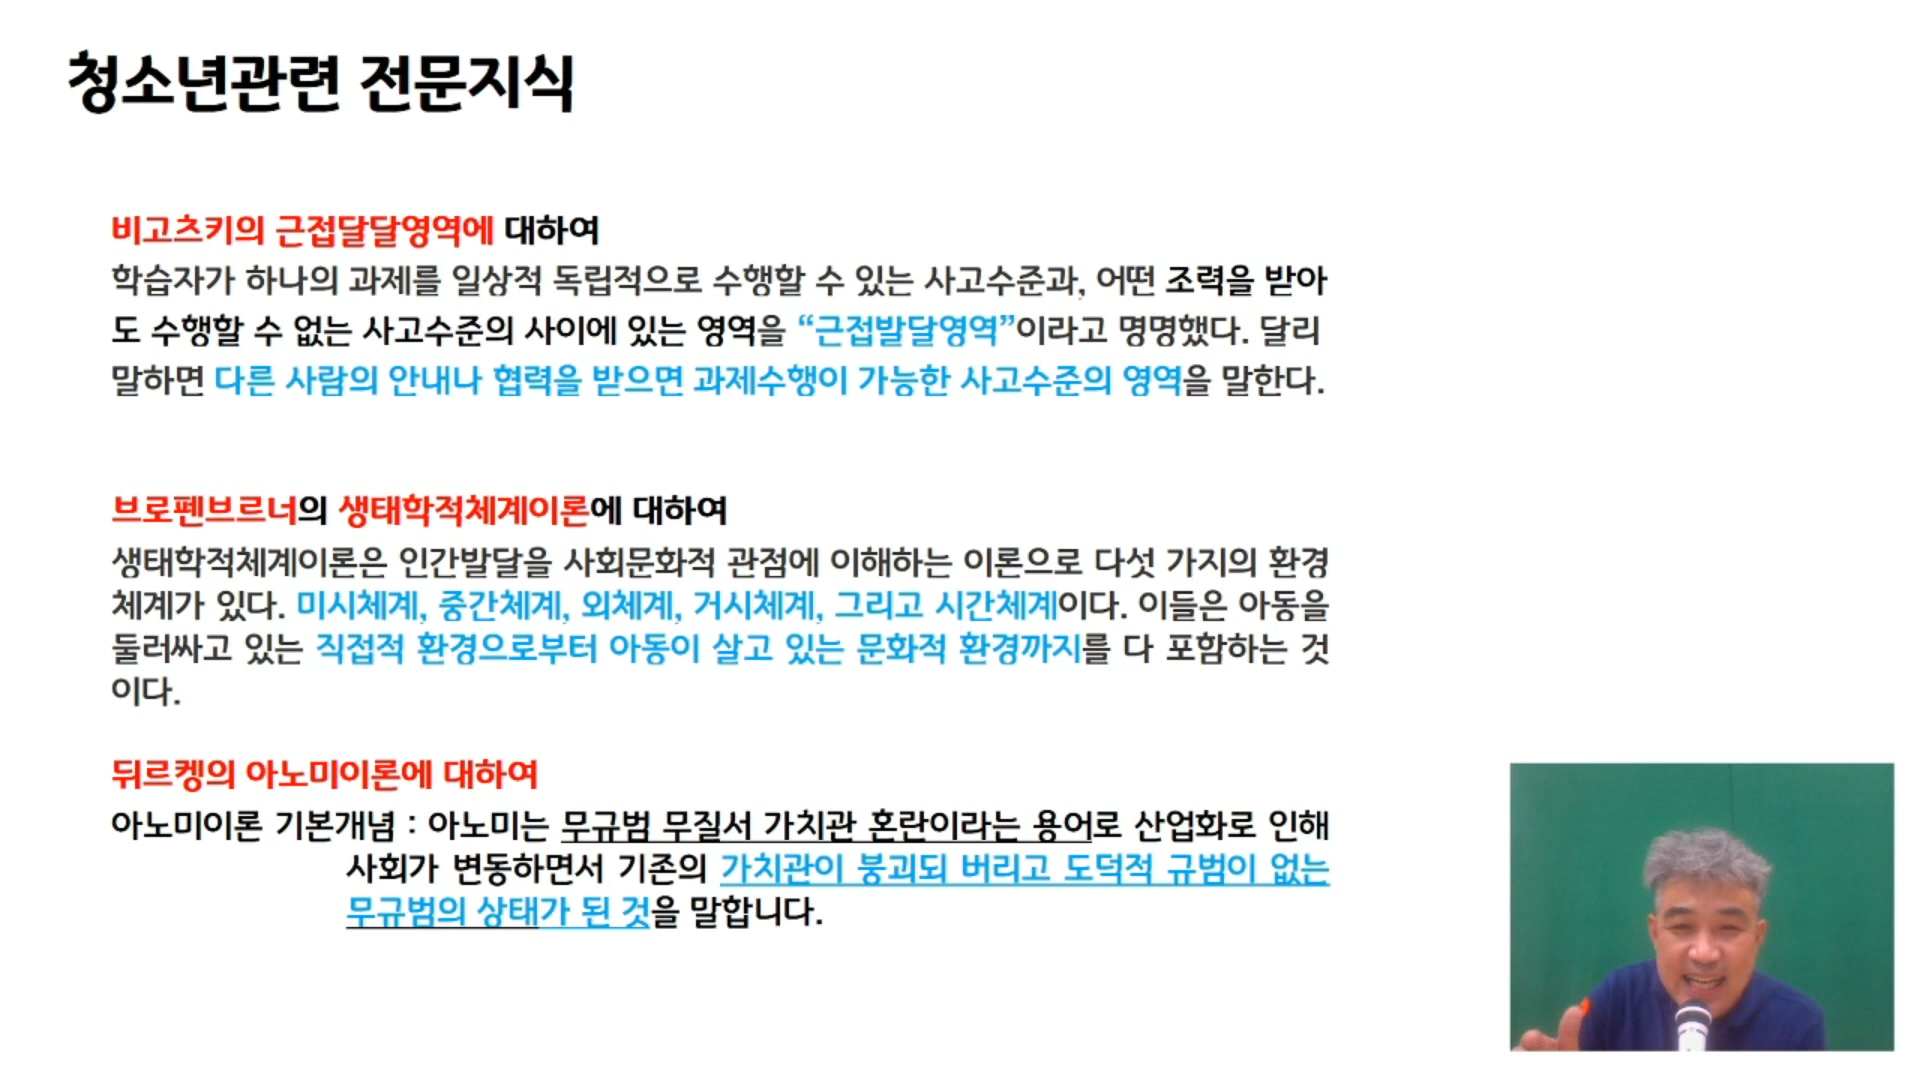 청소년관련 전문지식
비고츠키의 근접달달영역에 대하여
학습자가 하나의 과제를 일상적 독립적으로 수행할 수 있는 사고수준과, 어떤 조력을 받아
도 수행할 수 없는 사고수준의 사이에 있는 영역을 “근접발달영역”이라고 명명했다. 달리
말하면 다른 사람의 안내나 협력을 받으면 과제수행이 가능한 사고수준의 영역을 말한다.
브로펜브르너의 생태학적체계이론에 대하여
생태학적체계이론은 인간발달을 사회문화적 관점에 이해하는 이론으로 다섯 가지의 환경
체계가 있다. 미시체계, 중간체계, 외체계, 거시체계, 그리고 시간체계이다. 이들은 아동을
둘러싸고 있는 직접적 환경으로부터 아동이 살고 있는 문화적 환경까지를 다 포함하는 것
이다.
뒤르켕의 아노미이론에 대하여
아노미이론 기본개념 : 아노미는 무규범 무질서 가치관 혼란이라는 용어로 산업화로 인해
사회가 변동하면서 기존의 가치관이 붕괴되 버리고 도덕적 규범이 없는
무규범의 상태가 된 것을 말합니다.